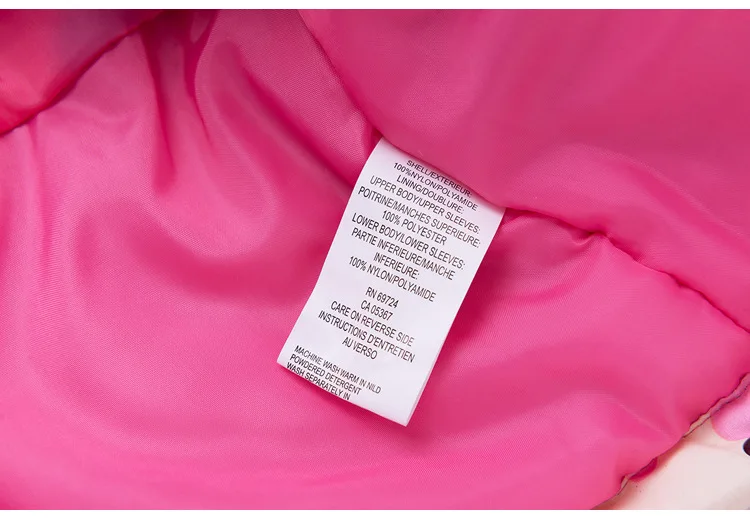 SHELL/EXTERIEUR:
100%NYLON/POLYAMIDE
LINING/DOUBLURE:
UPPER BODY/UPPER SLEEVES:
POITRINE/MANCHES SUPERIEURE:
100% POLYESTER
LOWER BODY/LOWER SLEEVES:
PARTIE INFERIEURE/MANCHE
INFERIEURE:
100% NYLON/POLYAMIDE
RN 69724
CA 05367
CARE ON REVERSE SIDE
INSTRUCTIONS D'ENTRETIEN
AU VERSO
MACHINE WASH WARM IN NILD
POWDERED DETERGENT
WASH SEPARATELY IN